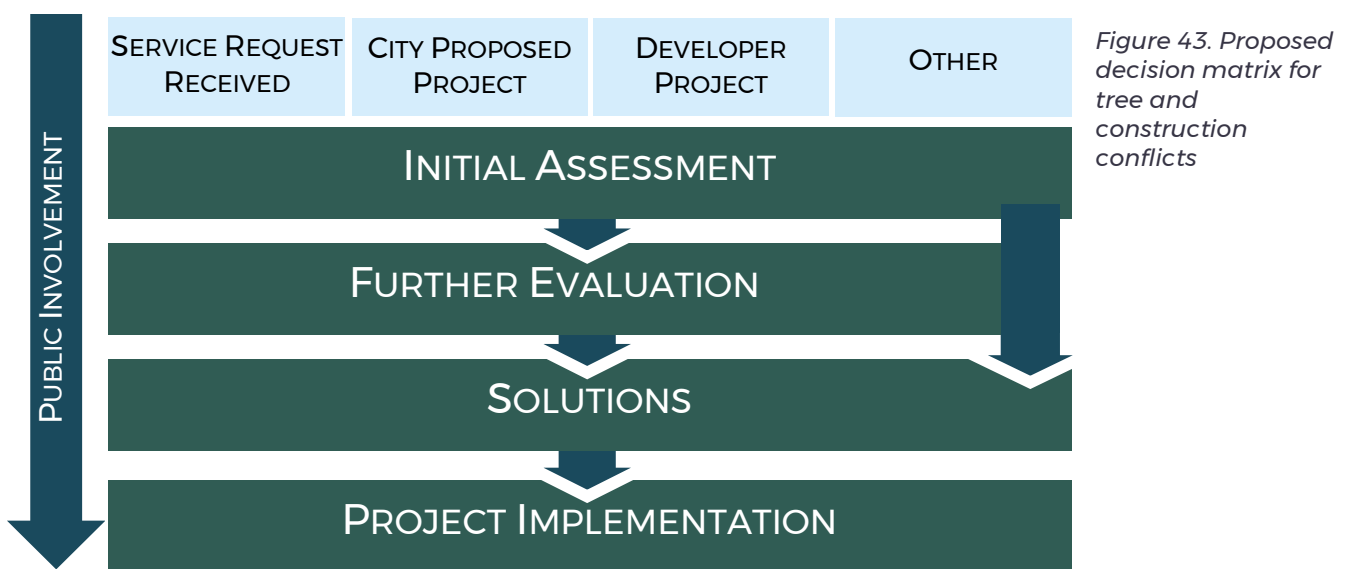 Public Involvement
Service Request
Received
City Proposed
Project
Developer
Project
Other
Figure 43. Proposed
decision matrix for
tree and
construction
conflicts
Initial Assessment
Further Evaluation
Solutions
Project Implementation